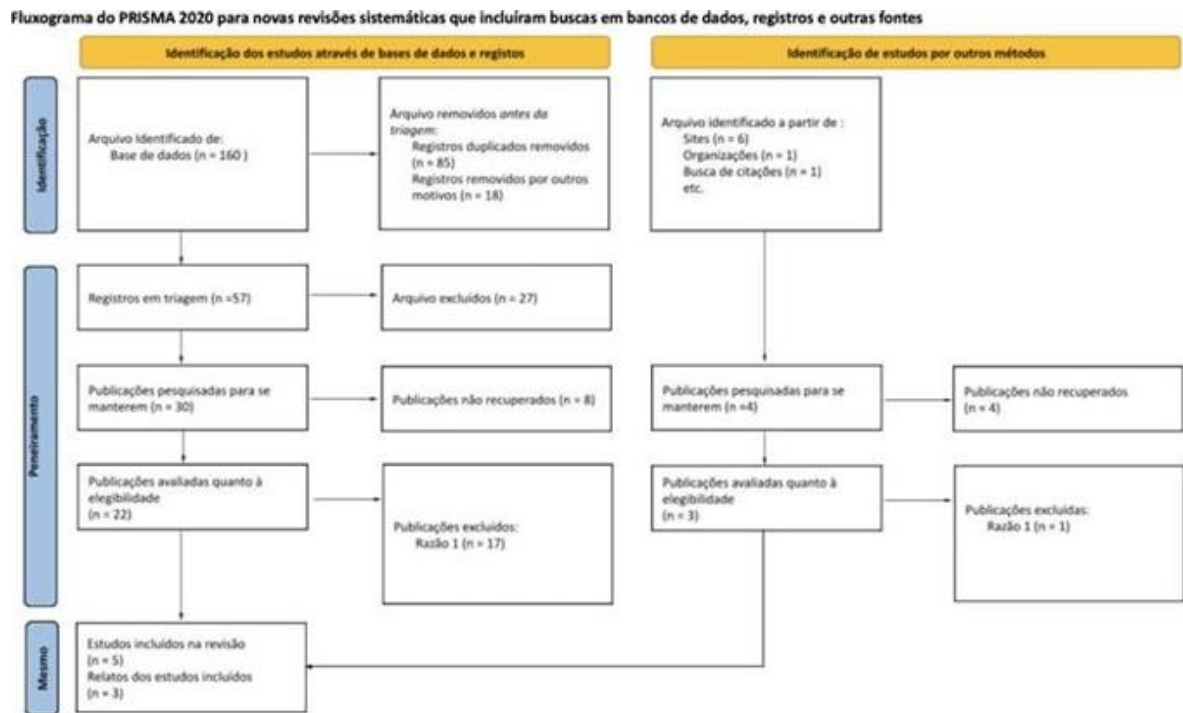 Fluxograma do PRISMA 2020 para novas revisões sistemáticas que incluíram buscas em bancos de dados, registros e outras fontes
Identificação dos estudos através de bases de dados e registos
Identificação de estudos por outros métodos
Identificação
Arquivo Identificado de:
Base de dados (n = 160 )
Arquivo removidos antes da
triagem:
Registros duplicados removidos
(n = 85)
Registros removidos por outros
motivos (n = 18)
Arquivo identificado a partir de :
Sites (n = 6)
Organizações (n = 1)
Busca de citações (n = 1)
etc.
Peneiramento
Registros em triagem (n =57)
Arquivo excluídos (n = 27)
Publicações pesquisadas para se
manterem (n = 30)
Publicações não recuperados (n = 8)
Publicações pesquisadas para se
manterem (n =4)
Publicações não recuperados
(n = 4)
Publicações avaliadas quanto à
elegibilidade
(n = 22)
Publicações excluídos:
Razão 1 (n = 17)
Publicações avaliadas quanto à
elegibilidade
(n = 3)
Publicações excluídas:
Razão 1 (n = 1)
Mesmo
Estudos incluídos na revisão
(n = 5)
Relatos dos estudos incluídos
(n = 3)